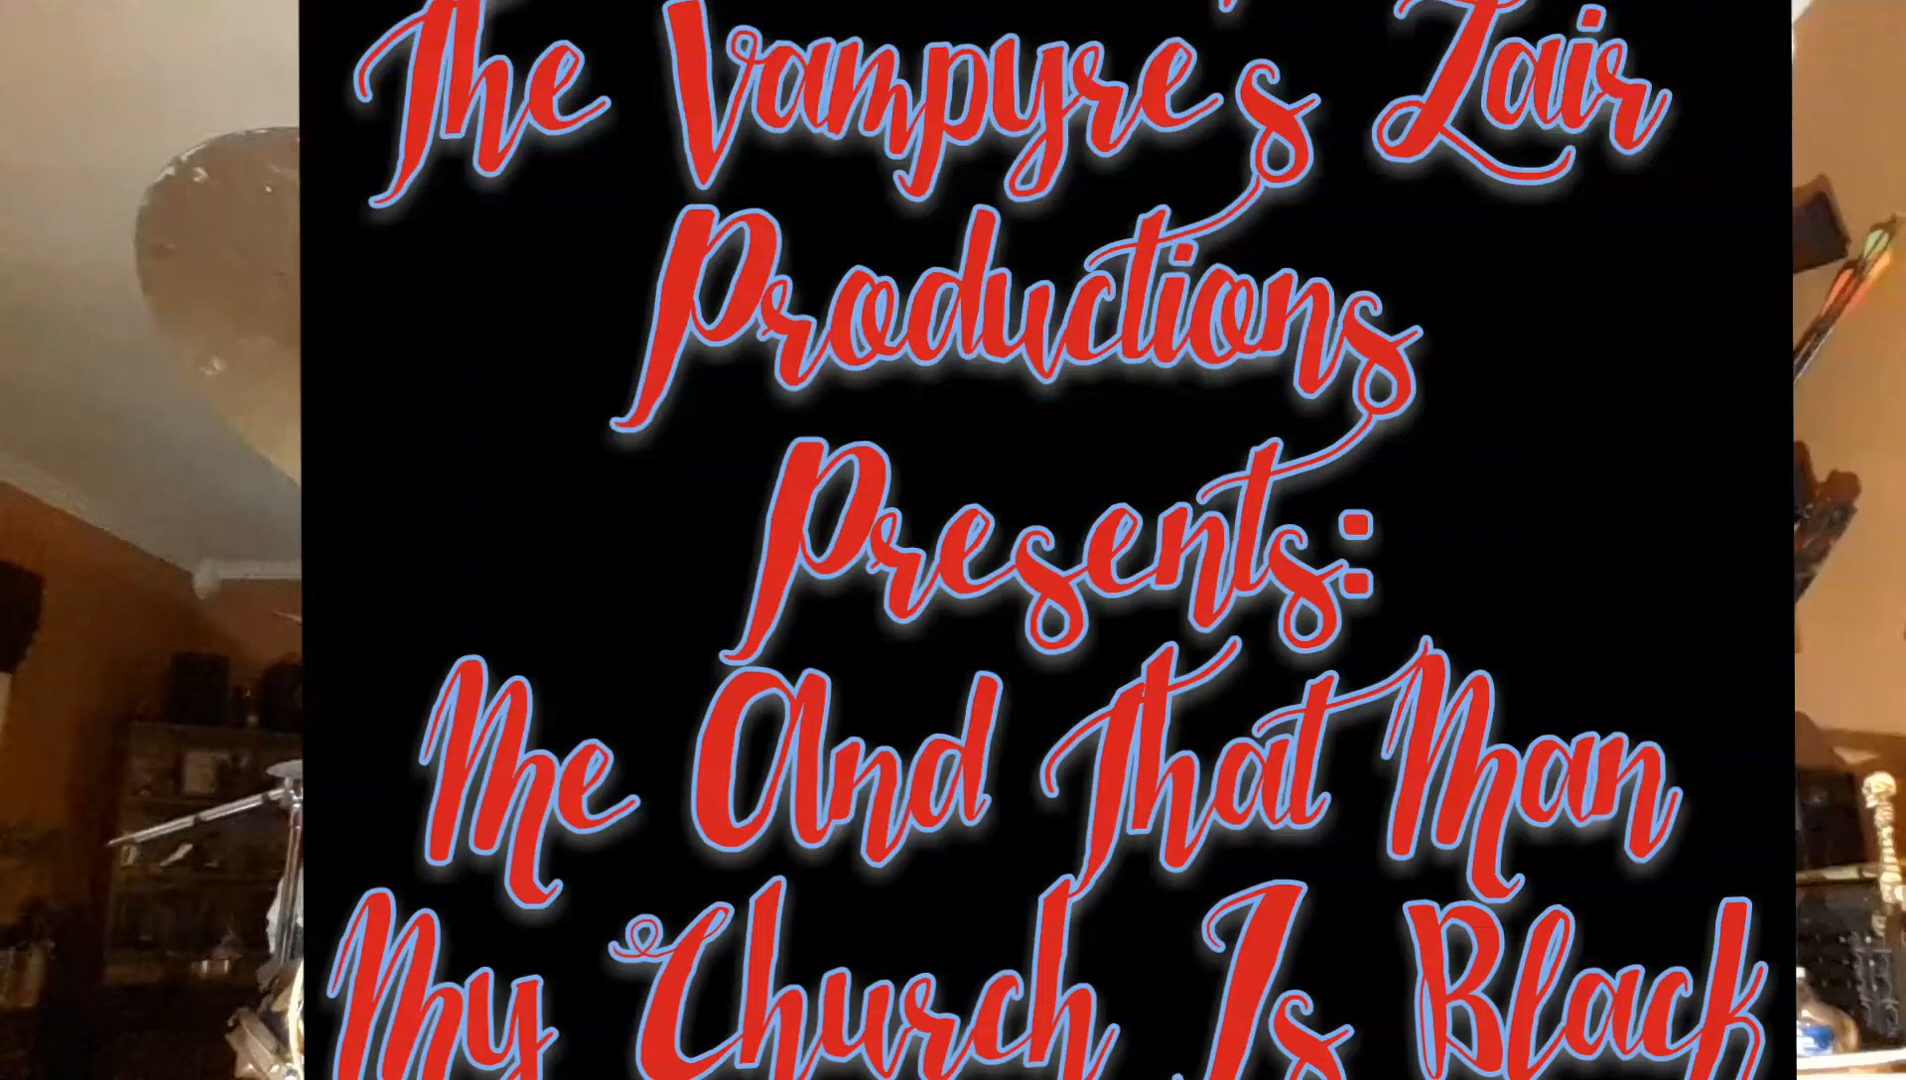 The Vampyre's Lair
Productions
Presents:
Me And That Man
My Church Is Black